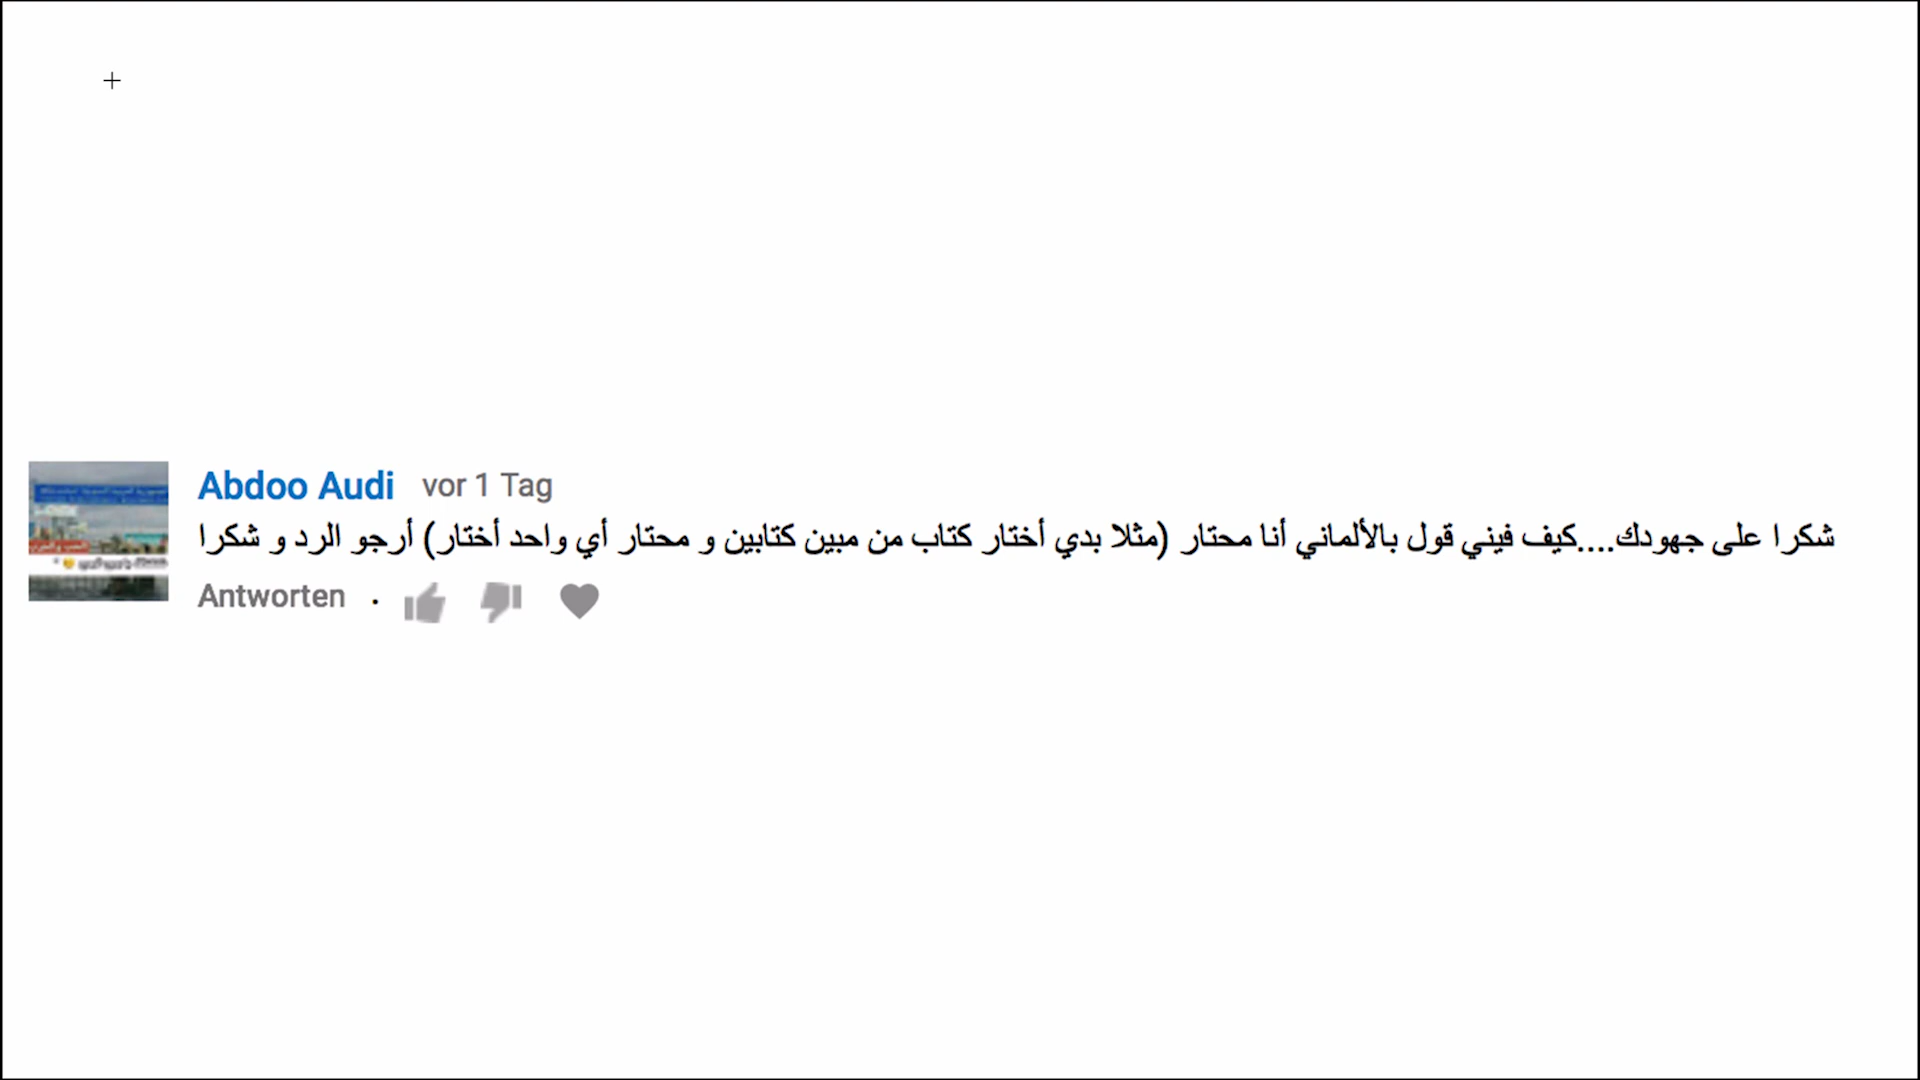 Abdoo Audi vor 1 Tag
شكرا على جهودك....كيف فيني قول بالألماني أنا محتار (مثلا بدي أختار كتاب من مبين كتابين و محتار أي واحد أختار) أرجو الرد و شكرا
Antworten